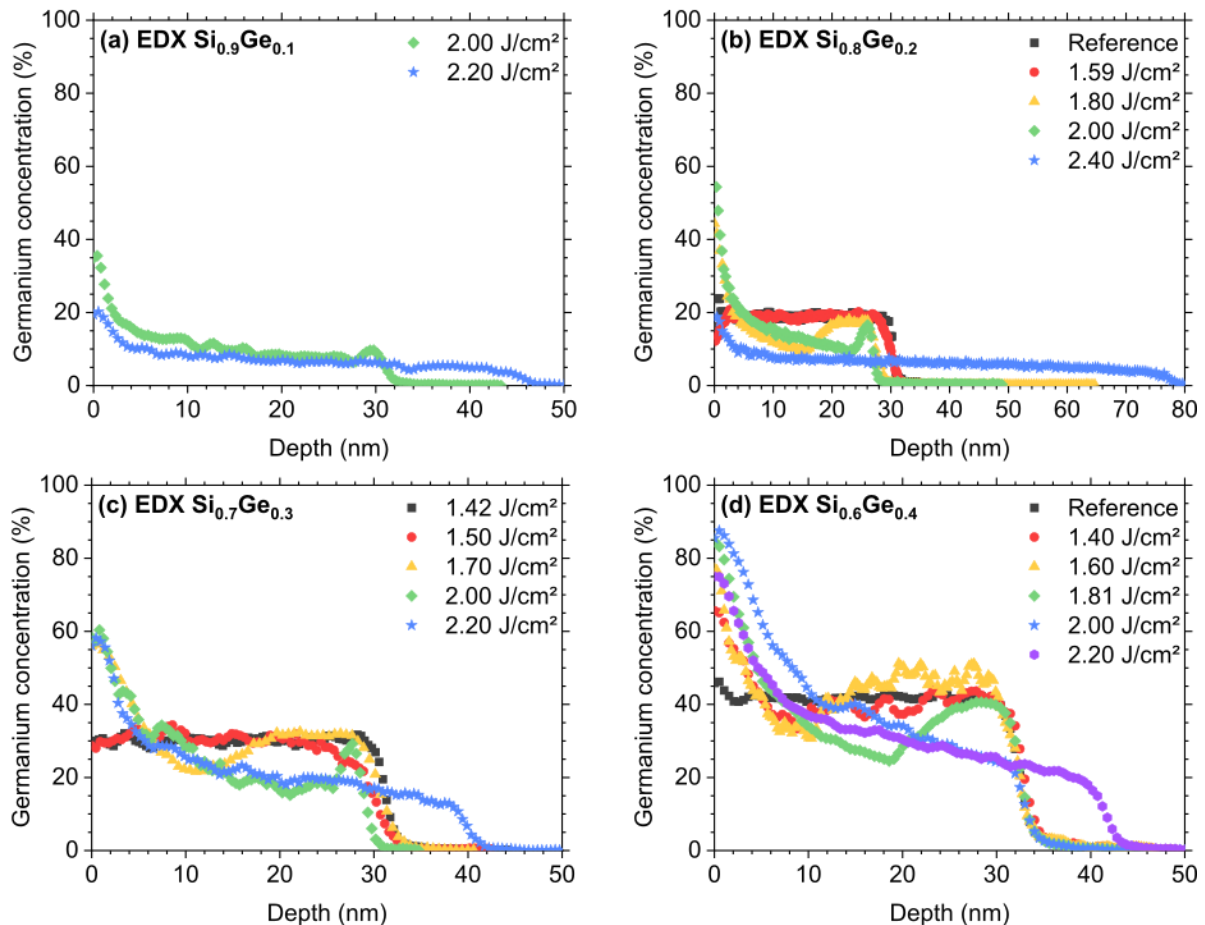 (a) EDX Si₀.₉Ge₀.₁
2.00 J/cm²
2.20 J/cm²
Germanium concentration (%)
100
80
60
40
20
0
0 10 20 30 40 50
Depth (nm)
(b) EDX Si₀.₈Ge₀.₂
Reference
1.59 J/cm²
1.80 J/cm²
2.00 J/cm²
2.40 J/cm²
Germanium concentration (%)
100
80
60
40
20
0
0 10 20 30 40 50 60 70 80
Depth (nm)
(c) EDX Si₀.₇Ge₀.₃
1.42 J/cm²
1.50 J/cm²
1.70 J/cm²
2.00 J/cm²
2.20 J/cm²
Germanium concentration (%)
100
80
60
40
20
0
0 10 20 30 40 50
Depth (nm)
(d) EDX Si₀.₆Ge₀.₄
Reference
1.40 J/cm²
1.60 J/cm²
1.81 J/cm²
2.00 J/cm²
2.20 J/cm²
Germanium concentration (%)
100
80
60
40
20
0
0 10 20 30 40 50
Depth (nm)